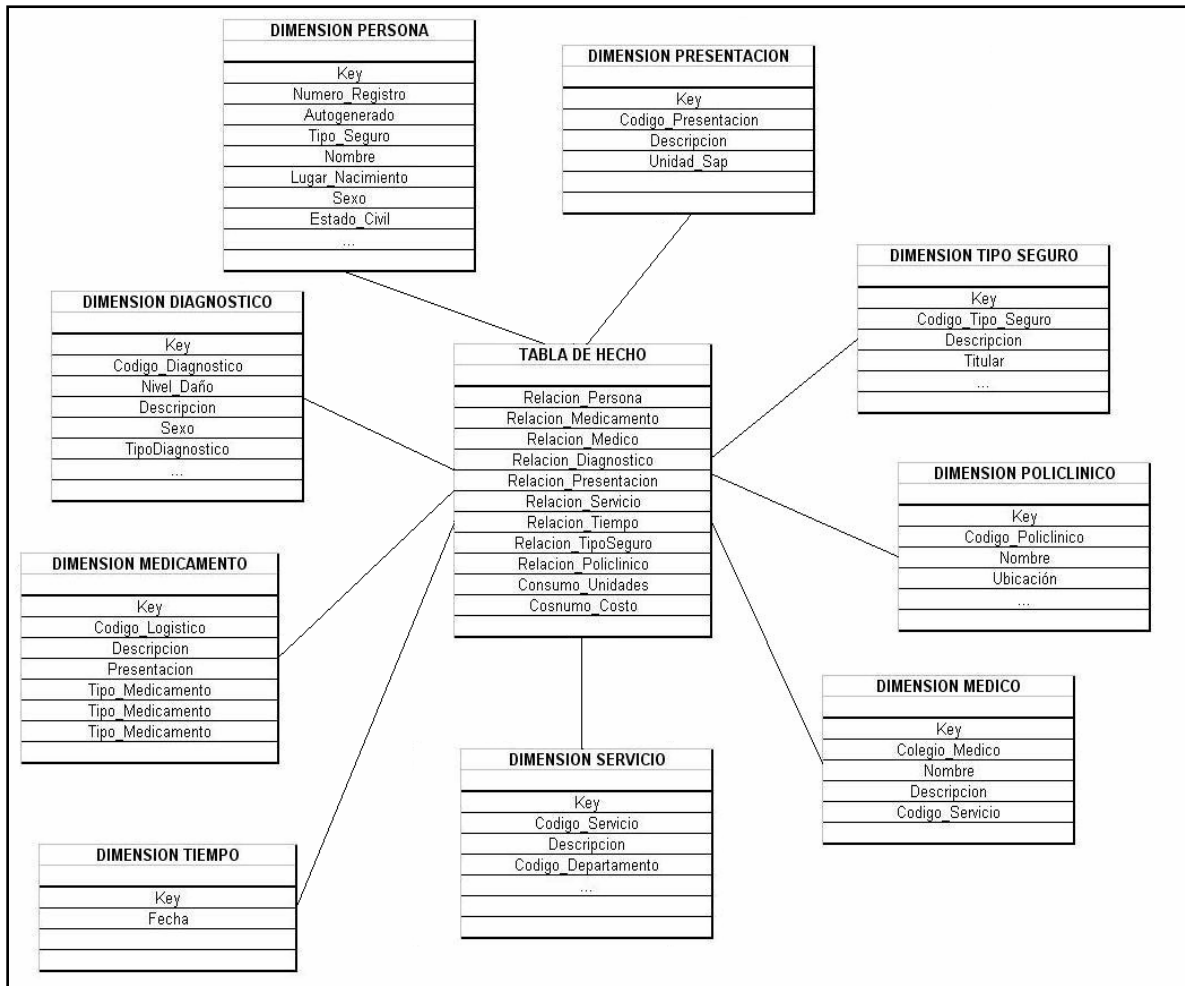 DIMENSION PERSONA
Key
Numero_Registro
Autogenerado
Tipo_Seguro
Nombre
Lugar_Nacimiento
Sexo
Estado_Civil
...
DIMENSION PRESENTACION
Key
Codigo_Presentacion
Descripcion
Unidad_Sap
DIMENSION TIPO SEGURO
Key
Codigo_Tipo_Seguro
Descripcion
Titular
...
DIMENSION DIAGNOSTICO
Key
Codigo_Diagnostico
Nivel_Daño
Descripcion
Sexo
TipoDiagnostico
...
TABLA DE HECHO
Relacion_Persona
Relacion_Medicamento
Relacion_Medico
Relacion_Diagnostico
Relacion_Presentacion
Relacion_Servicio
Relacion_Tiempo
Relacion_TipoSeguro
Relacion_Policlinico
Consumo_Unidades
Cosnumo_Costo
DIMENSION POLICLINICO
Key
Codigo_Policlinico
Nombre
Ubicación
...
DIMENSION MEDICAMENTO
Key
Codigo_Logistico
Descripcion
Presentacion
Tipo_Medicamento
Tipo_Medicamento
Tipo_Medicamento
DIMENSION MEDICO
Key
Colegio_Medico
Nombre
Descripcion
Codigo_Servicio
DIMENSION SERVICIO
Key
Codigo_Servicio
Descripcion
Codigo_Departamento
...
DIMENSION TIEMPO
Key
Fecha